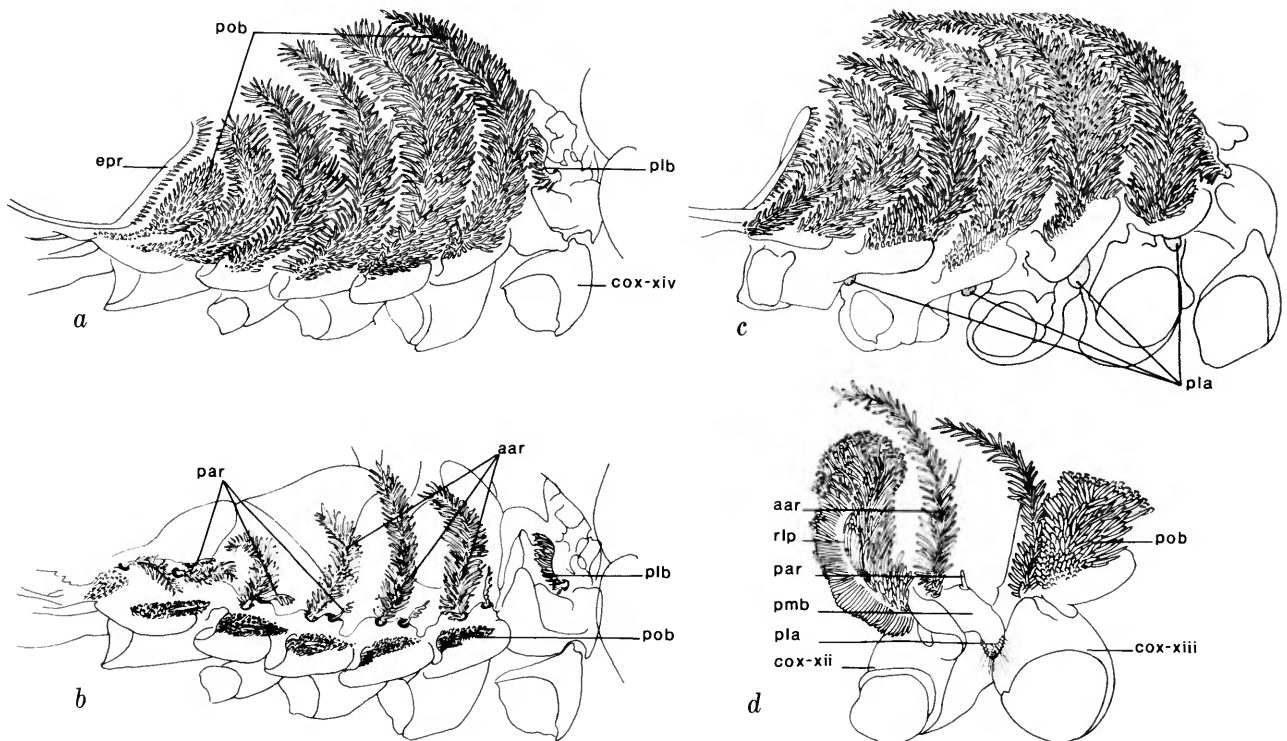 pob
epr
plb
cox-xiv
a
c
pla
par
aar
plb
pob
b
aar
rlp
par
pmb
pla
cox-xii
pob
cox-xiii
d